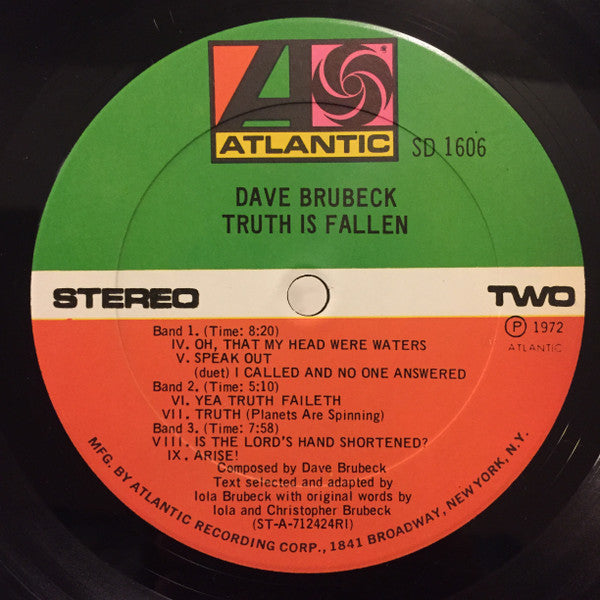 ATLANTIC
SD 1606
DAVE BRUBECK
TRUTH IS FALLEN
STEREO
TWO
Ⓟ 1972
ATLANTIC
Band 1. (Time: 8:20)
IV. OH, THAT MY HEAD WERE WATERS
V. SPEAK OUT
(duet) I CALLED AND NO ONE ANSWERED
Band 2. (Time: 5:10)
VI. YEA TRUTH FAILETH
VII. TRUTH (Planets Are Spinning)
Band 3. (Time: 7:58)
VIII. IS THE LORD'S HAND SHORTENED?
IX. ARISE!
Composed by Dave Brubeck
Text selected and adapted by
Iola Brubeck with original words by
Iola and Christopher Brubeck
(ST-A-712424RI)
MFG. BY ATLANTIC RECORDING CORP., 1841 BROADWAY, NEW YORK, N.Y.